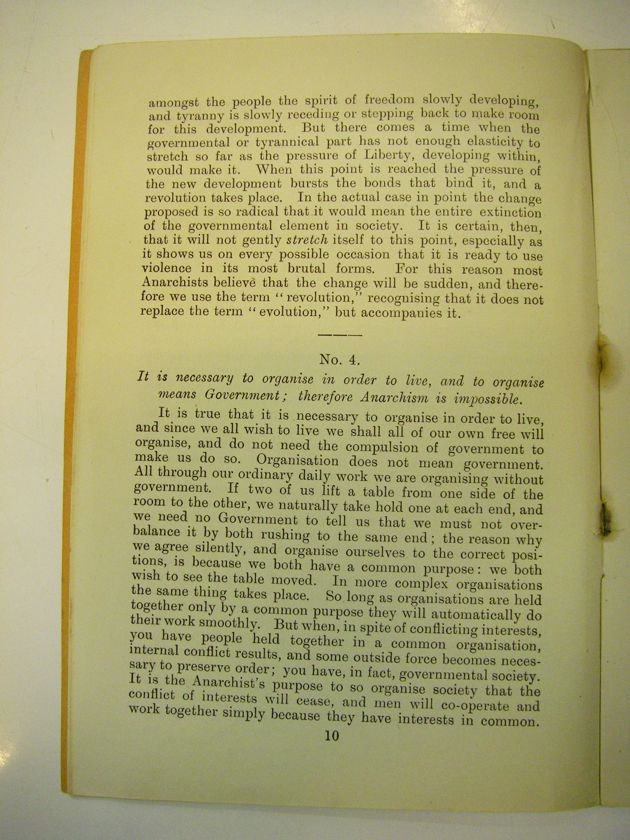 amongst the people the spirit of freedom slowly developing,
and tyranny is slowly receding or stepping back to make room
for this development. But there comes a time when the
governmental or tyrannical part has not enough elasticity to
stretch so far as the pressure of Liberty, developing within,
would make it. When this point is reached the pressure of
the new development bursts the bonds that bind it, and a
revolution takes place. In the actual case in point the change
proposed is so radical that it would mean the entire extinction
of the governmental element in society. It is certain, then,
that it will not gently stretch itself to this point, especially as
it shows us on every possible occasion that it is ready to use
violence in its most brutal forms. For this reason most
Anarchists believe that the change will be sudden, and there-
fore we use the term "revolution," recognising that it does not
replace the term "evolution," but accompanies it.
No. 4.
It is necessary to organise in order to live, and to organise
means Government; therefore Anarchism is impossible.
It is true that it is necessary to organise in order to live,
and since we all wish to live we shall all of our own free will
organise, and do not need the compulsion of government to
make us do so. Organisation does not mean government.
All through our ordinary daily work we are organising without
government. If two of us lift a table from one side of the
room to the other, we naturally take hold one at each end, and
we need no Government to tell us that we must not over-
balance it by both rushing to the same end; the reason why
we agree silently, and organise ourselves to the correct posi-
tions, is because we both have a common purpose: we both
wish to see the table moved. In more complex organisations
the same thing takes place. So long as organisations are held
together only by a common purpose they will automatically do
their work smoothly. But when, in spite of conflicting interests,
you have people held together in a common organisation,
internal conflict results, and some outside force becomes neces-
sary to preserve order; you have, in fact, governmental society.
It is the Anarchist's purpose to so organise society that the
conflict of interests will cease, and men will co-operate and
work together simply because they have interests in common.
10